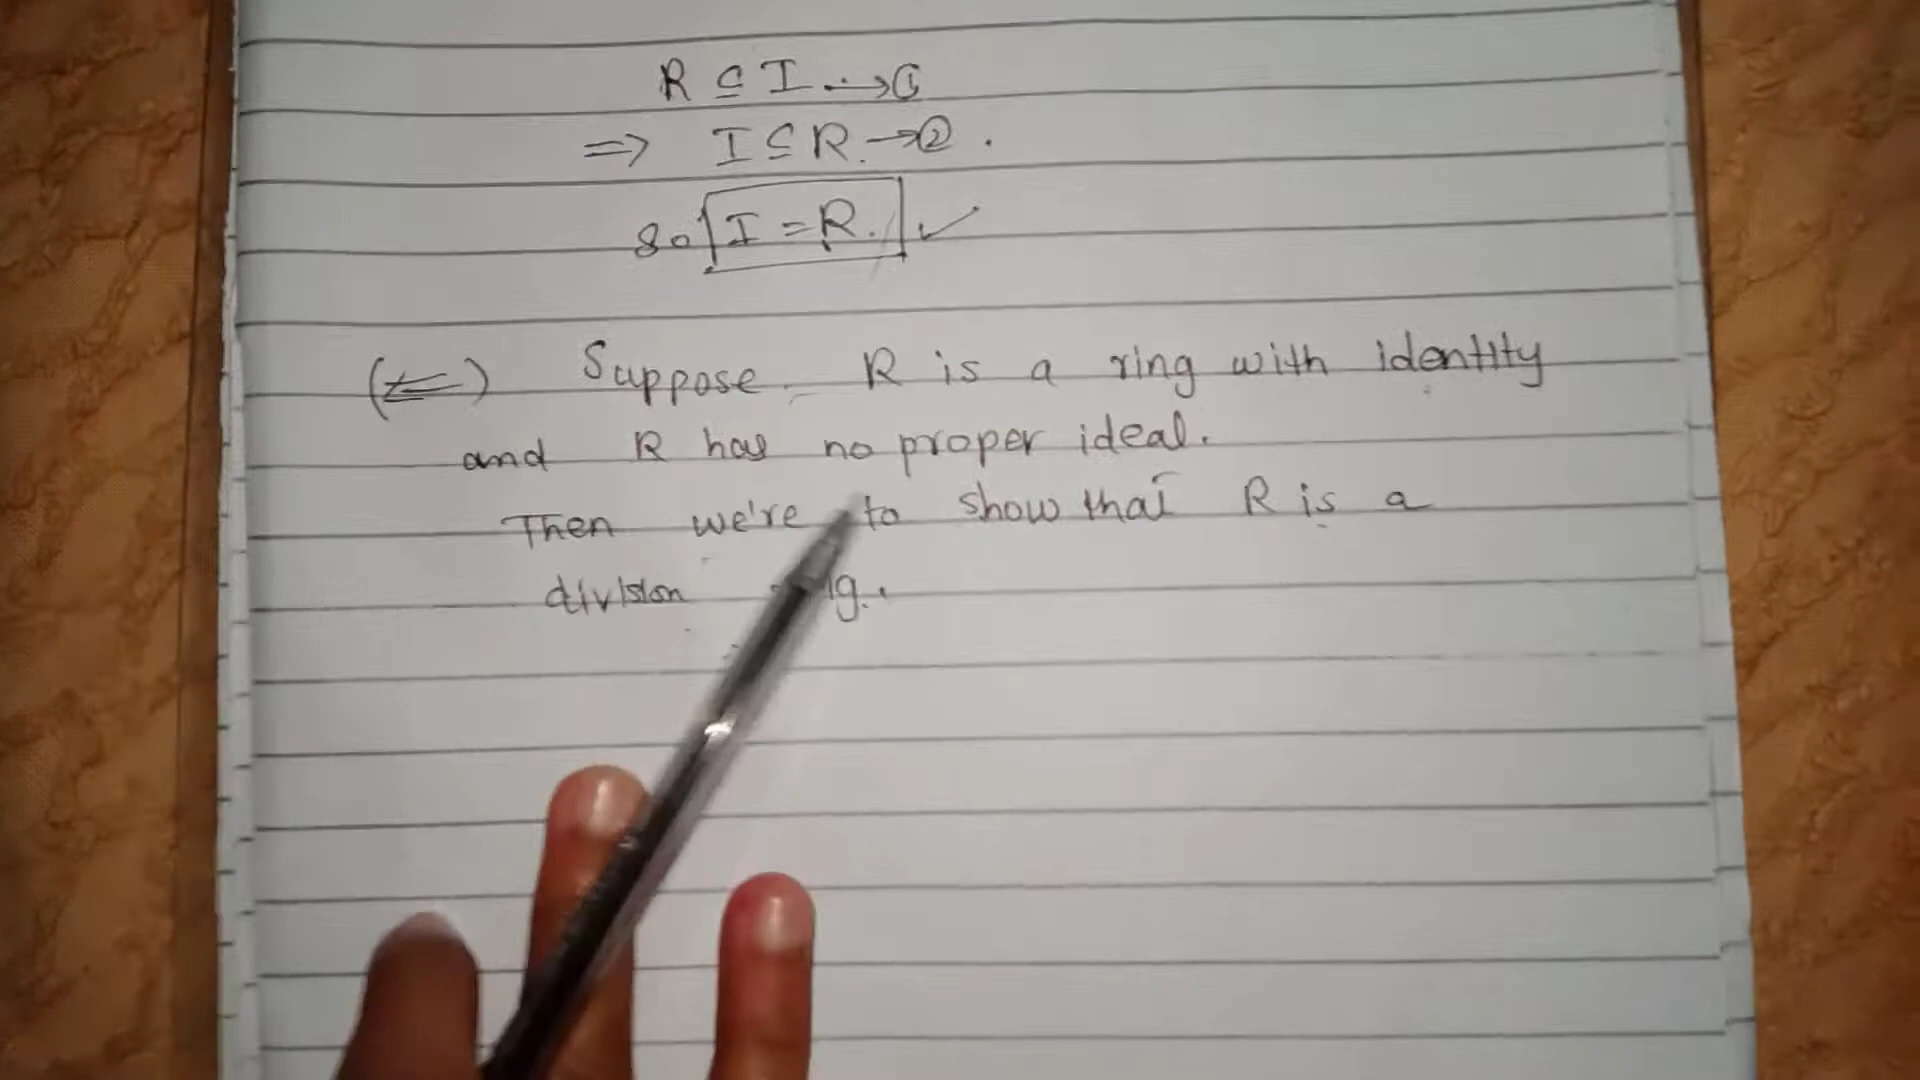 R ⊆ I → ①
=> I ⊆ R. → ② .
so I = R. ✓
(⇐) Suppose R is a ring with identity
and R has no proper ideal.
Then we're to show that R is a
division